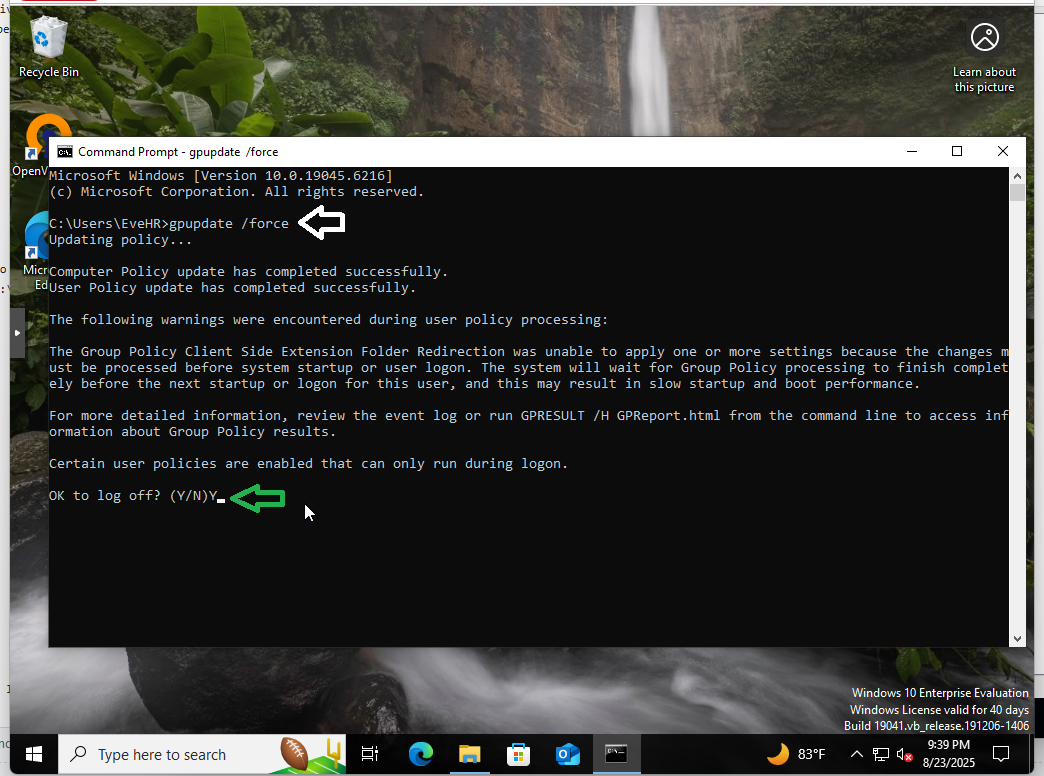 Recycle Bin
Learn about
this picture
OpenV
Micr
Ed
Command Prompt - gpupdate /force
Microsoft Windows [Version 10.0.19045.6216]
(c) Microsoft Corporation. All rights reserved.
C:\Users\EveHR>gpupdate /force
Updating policy...
Computer Policy update has completed successfully.
User Policy update has completed successfully.
The following warnings were encountered during user policy processing:
The Group Policy Client Side Extension Folder Redirection was unable to apply one or more settings because the changes m
ust be processed before system startup or user logon. The system will wait for Group Policy processing to finish complet
ely before the next startup or logon for this user, and this may result in slow startup and boot performance.
For more detailed information, review the event log or run GPRESULT /H GPReport.html from the command line to access inf
ormation about Group Policy results.
Certain user policies are enabled that can only run during logon.
OK to log off? (Y/N)Y
Windows 10 Enterprise Evaluation
Windows License valid for 40 days
Build 19041.vb_release.191206-1406
Type here to search
83°F
9:39 PM
8/23/2025